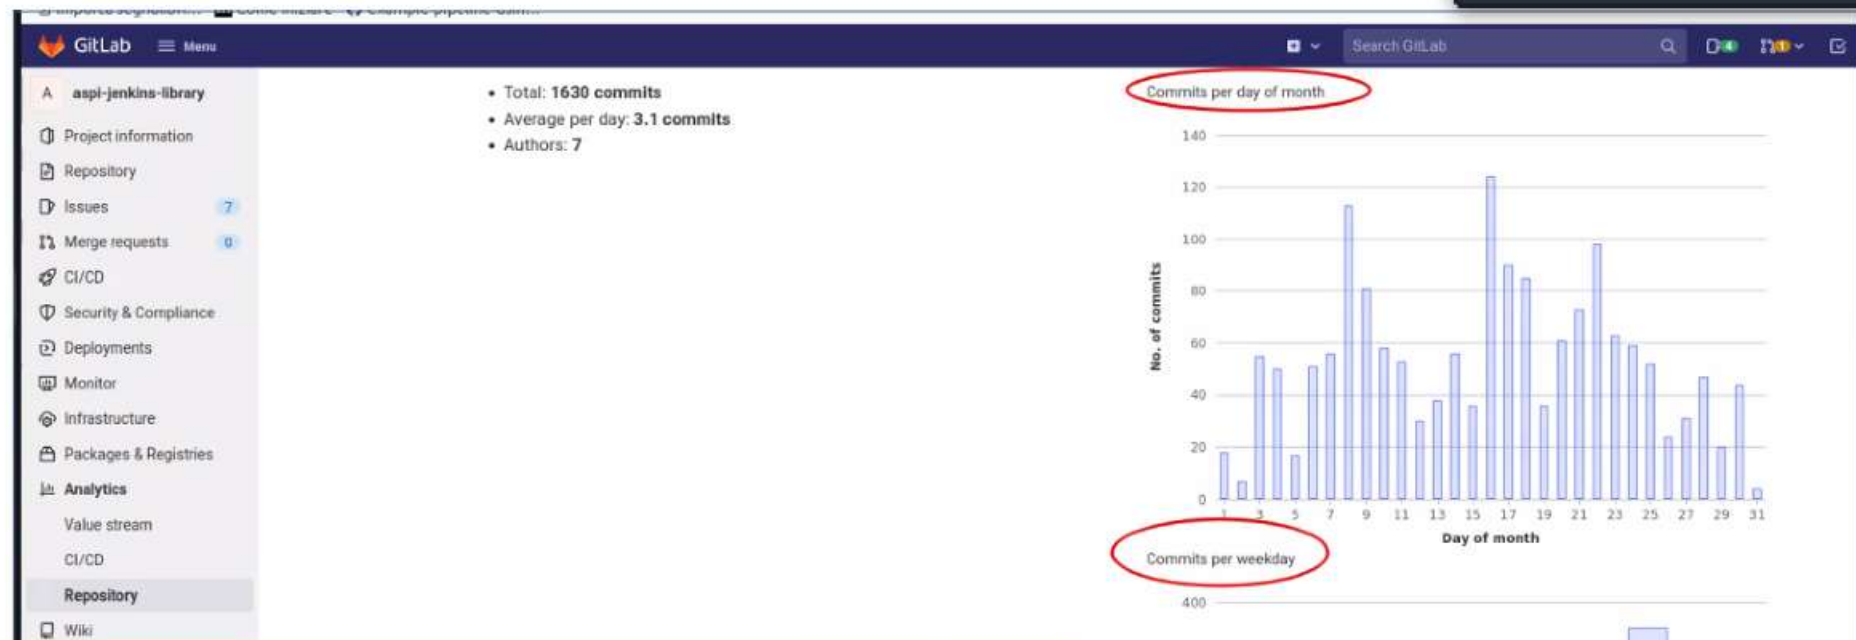 GitLab
Menu
Search GitLab
4
1
A aspi-jenkins-library
Project information
Repository
Issues 7
Merge requests 0
CI/CD
Security & Compliance
Deployments
Monitor
Infrastructure
Packages & Registries
Analytics
Value stream
CI/CD
Repository
Wiki
• Total: 1630 commits
• Average per day: 3.1 commits
• Authors: 7
Commits per day of month
140
120
100
80
60
40
20
0
No. of commits
1 3 5 7 9 11 13 15 17 19 21 23 25 27 29 31
Day of month
Commits per weekday
400